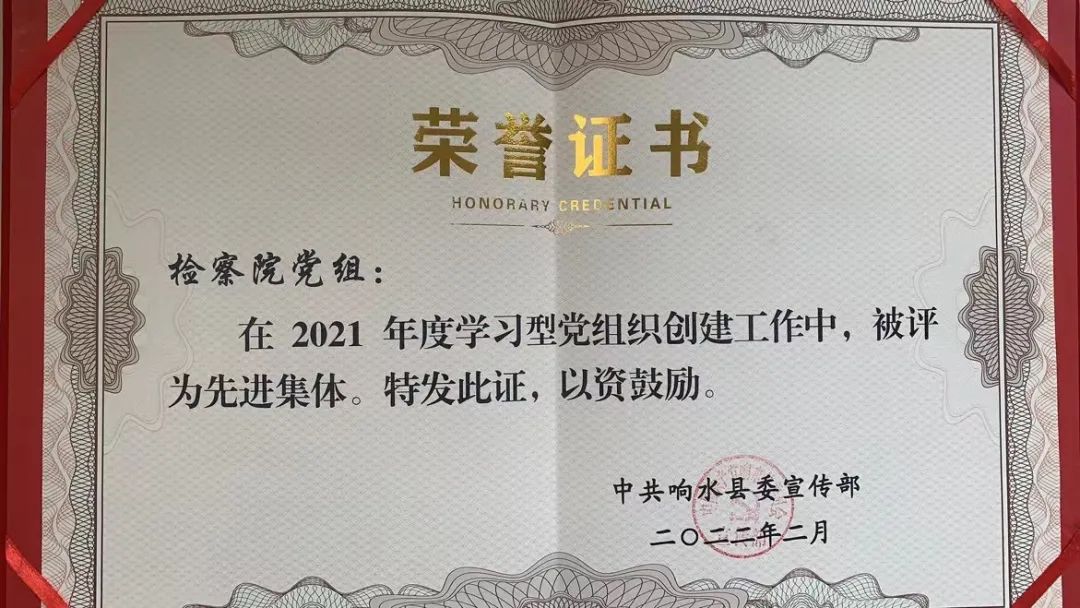 荣誉证书
HONORARY CREDENTIAL
检察院党组：
在 2021 年度学习型党组织创建工作中，被评
为先进集体。特发此证，以资鼓励。
中共响水县委宣传部
二〇二二年二月